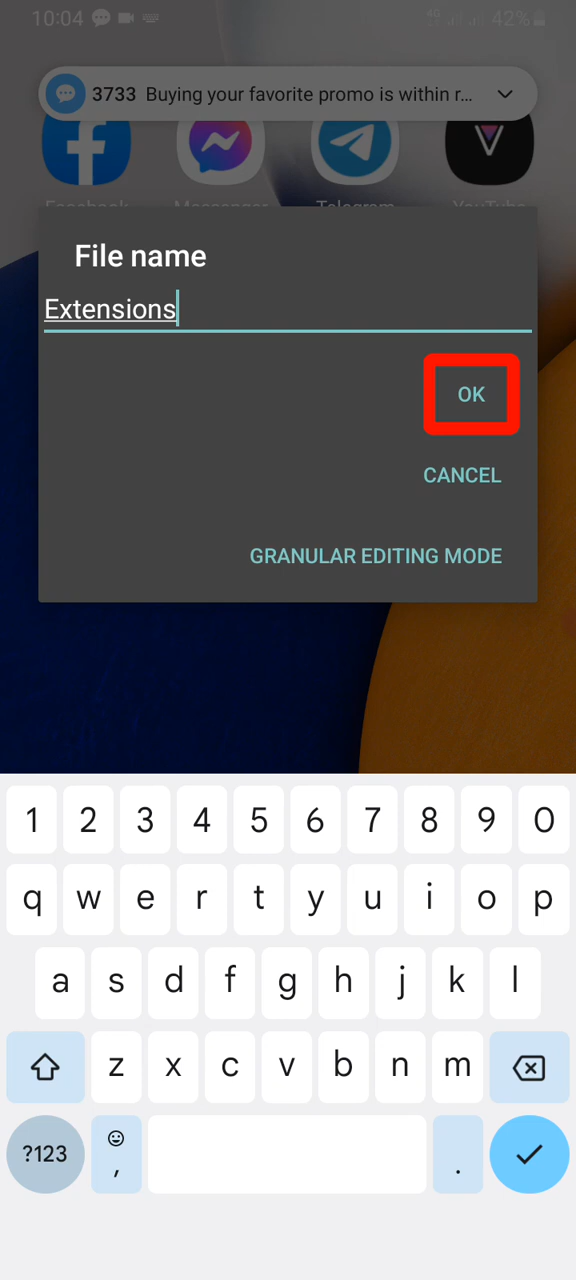 10:04 4G 42%
3733 Buying your favorite promo is within r...
Facebook Messenger Telegram YouTube
File name
Extensions
OK
CANCEL
GRANULAR EDITING MODE
1 2 3 4 5 6 7 8 9 0
q w e r t y u i o p
a s d f g h j k l
z x c v b n m
?123 , .